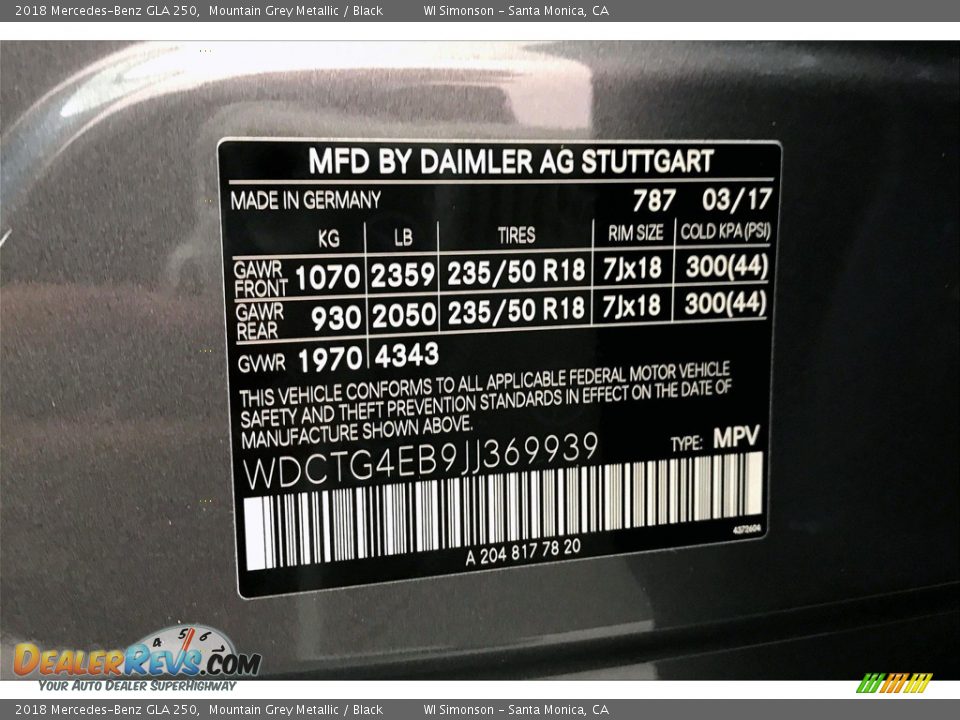 2018 Mercedes-Benz GLA 250, Mountain Grey Metallic / Black WI Simonson - Santa Monica, CA
MFD BY DAIMLER AG STUTTGART
MADE IN GERMANY 787 03/17
KG LB TIRES RIM SIZE COLD KPA (PSI)
GAWR FRONT 1070 2359 235/50 R18 7Jx18 300(44)
GAWR REAR 930 2050 235/50 R18 7Jx18 300(44)
GVWR 1970 4343
THIS VEHICLE CONFORMS TO ALL APPLICABLE FEDERAL MOTOR VEHICLE
SAFETY AND THEFT PREVENTION STANDARDS IN EFFECT ON THE DATE OF
MANUFACTURE SHOWN ABOVE.
WDCTG4EB9JJ369939 TYPE: MPV
4372604
A 204 817 78 20
4 5 6
DEALERREVS.COM
YOUR AUTO DEALER SUPERHIGHWAY
2018 Mercedes-Benz GLA 250, Mountain Grey Metallic / Black WI Simonson - Santa Monica, CA